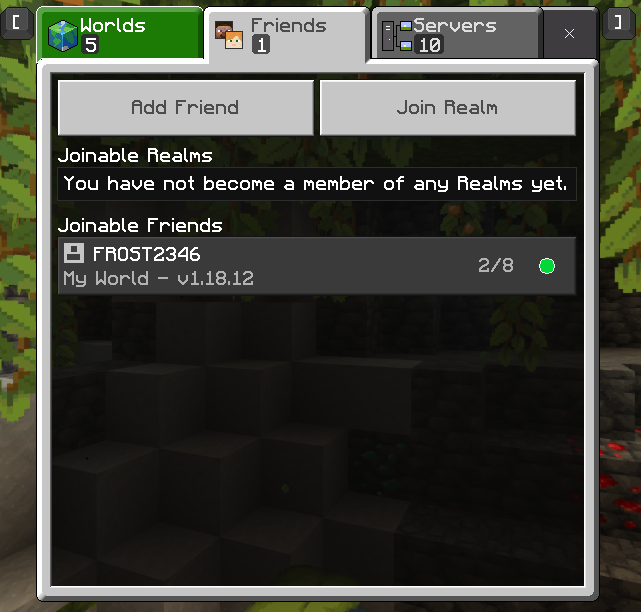 [
Worlds
5
Friends
1
Servers
10
×
]
Add Friend
Join Realm
Joinable Realms
You have not become a member of any Realms yet.
Joinable Friends
FROST2346
2/8
My World - v1.18.12